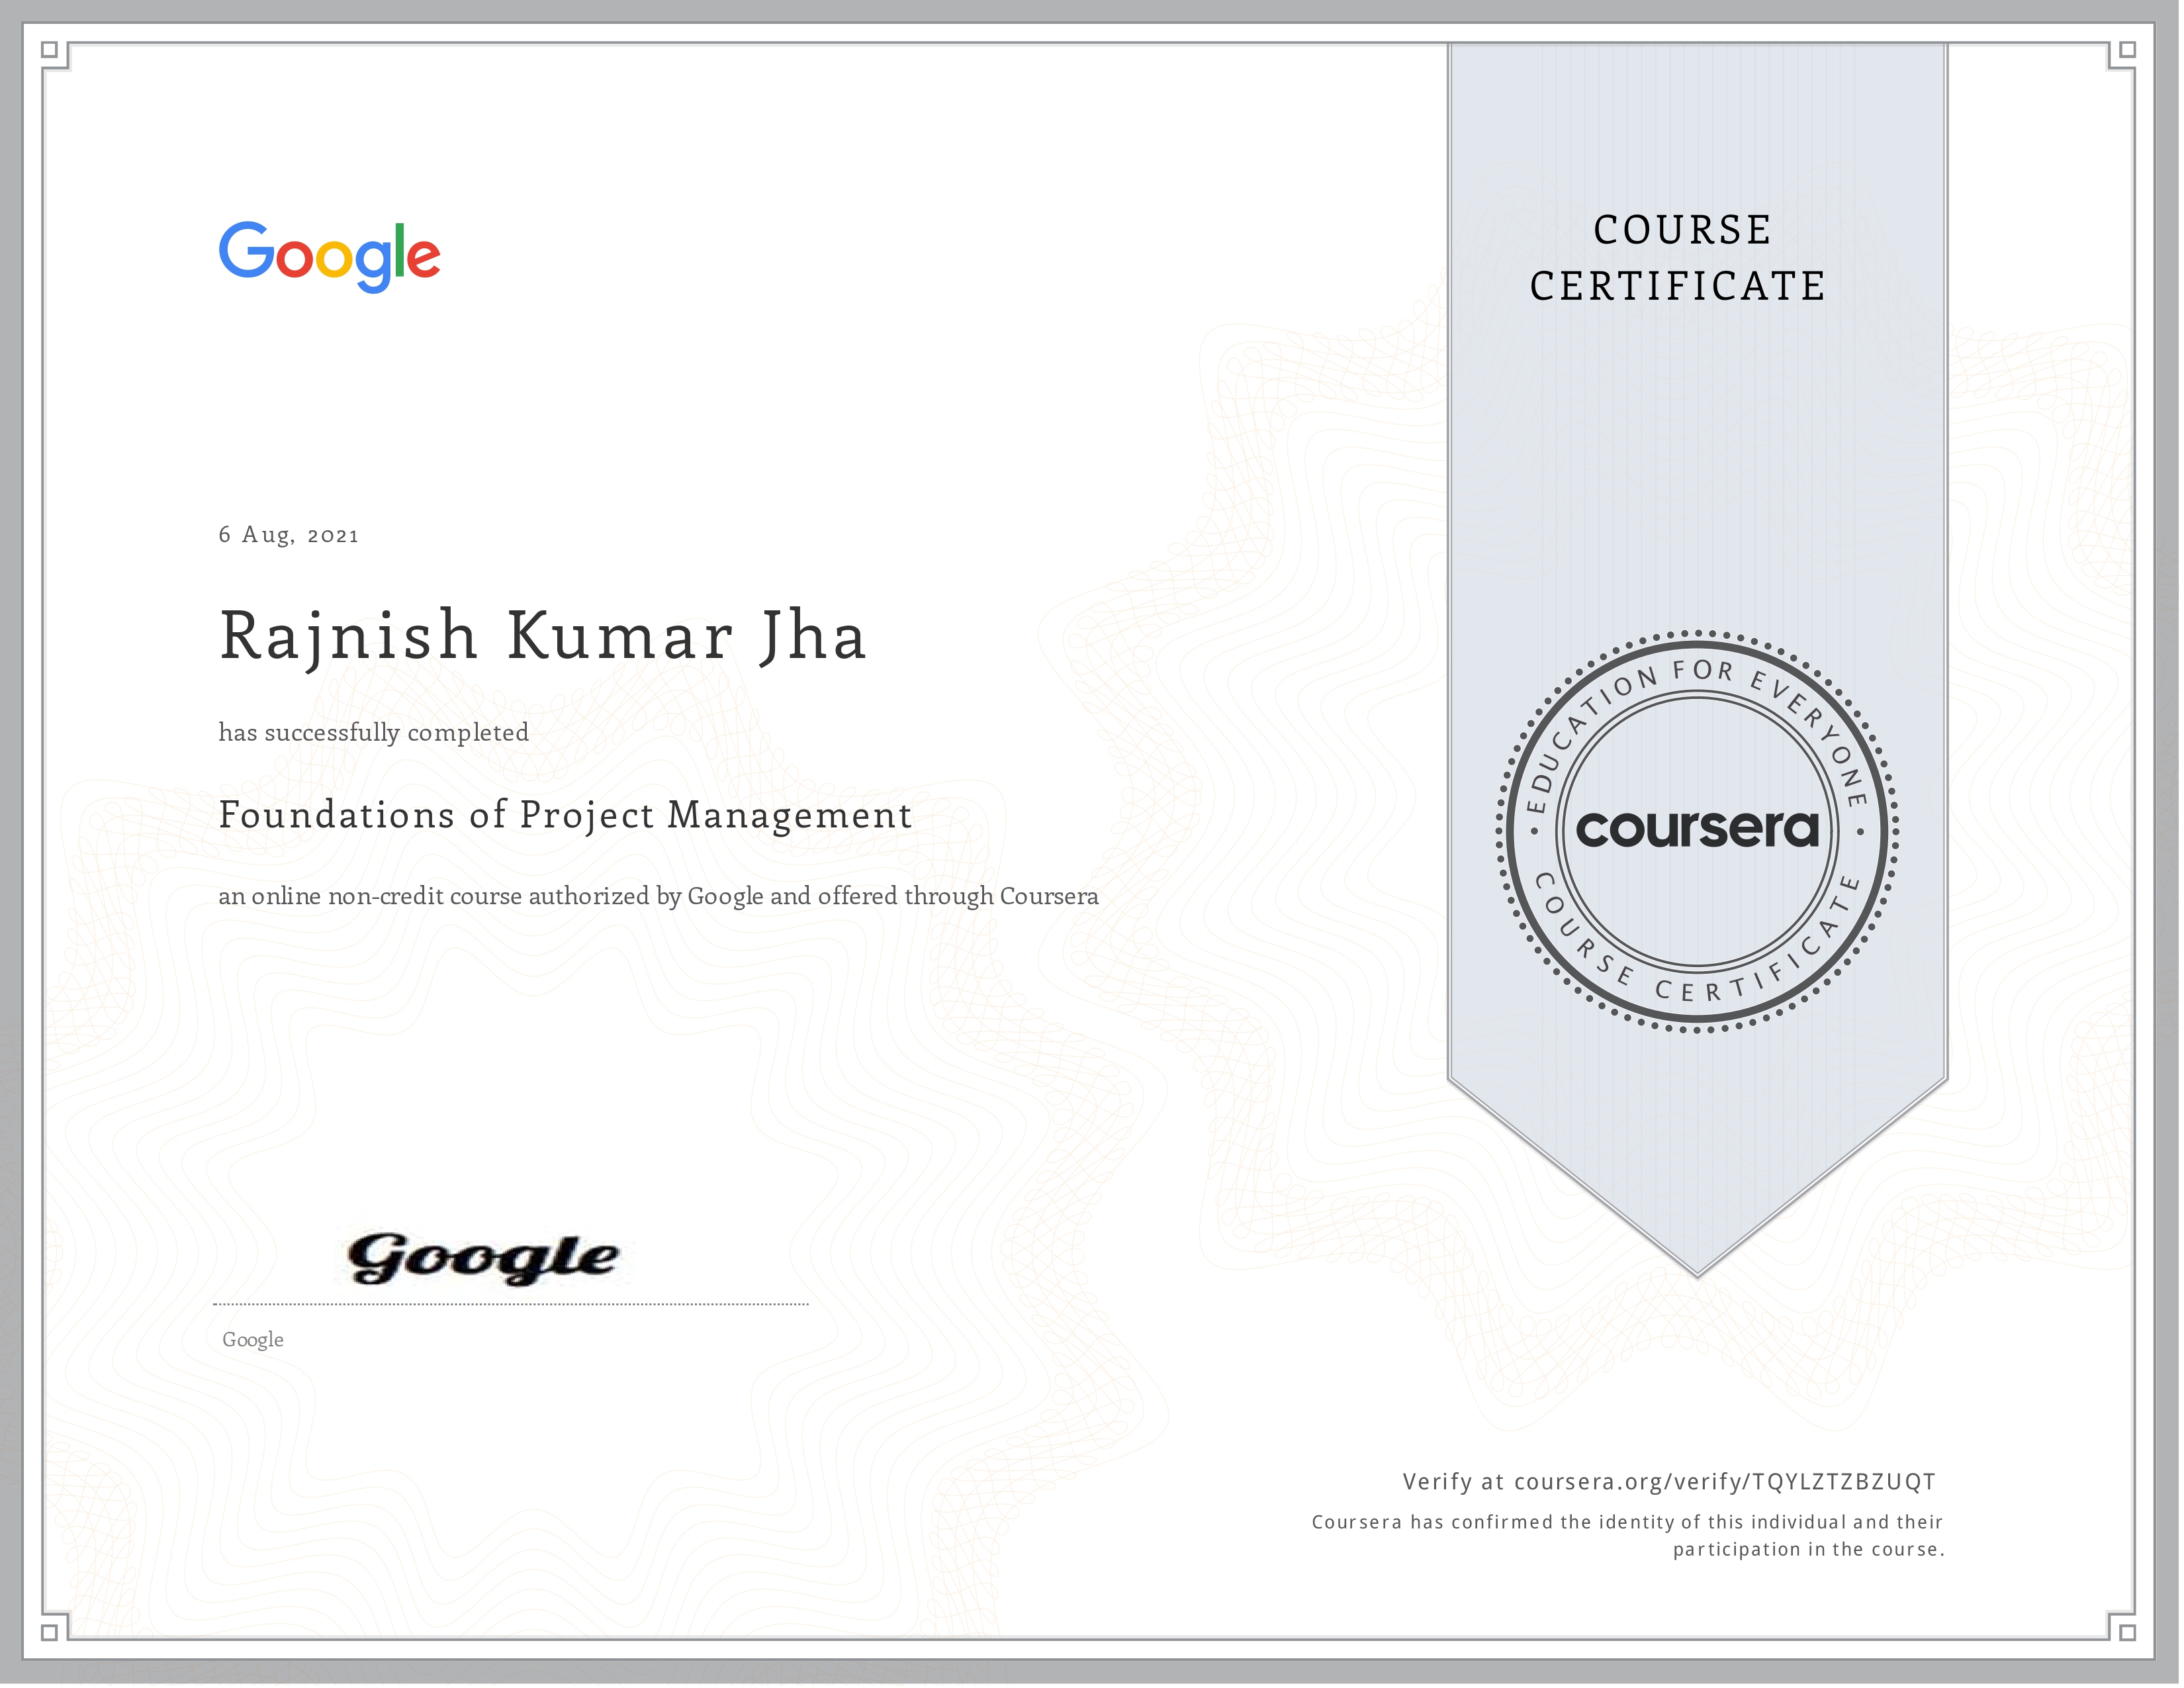 Google
COURSE
CERTIFICATE
6 Aug, 2021
Rajnish Kumar Jha
has successfully completed
Foundations of Project Management
an online non-credit course authorized by Google and offered through Coursera
EDUCATION FOR EVERYONE
coursera
COURSE CERTIFICATE
Google
Google
Verify at coursera.org/verify/TQYLZTZBZUQT
Coursera has confirmed the identity of this individual and their
participation in the course.